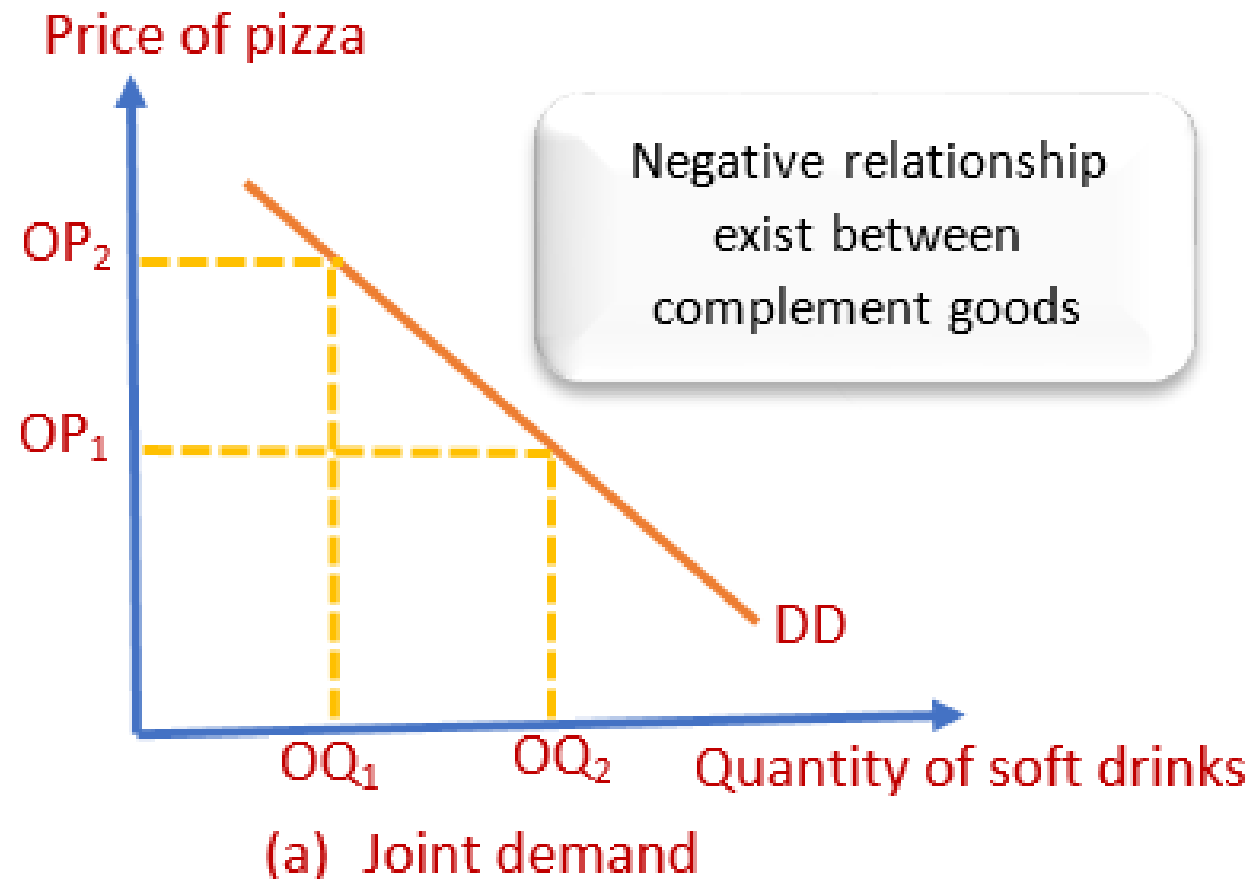 Price of pizza
Negative relationship
exist between
complement goods
OP₂
OP₁
DD
OQ₁
OQ₂
Quantity of soft drinks
(a) Joint demand